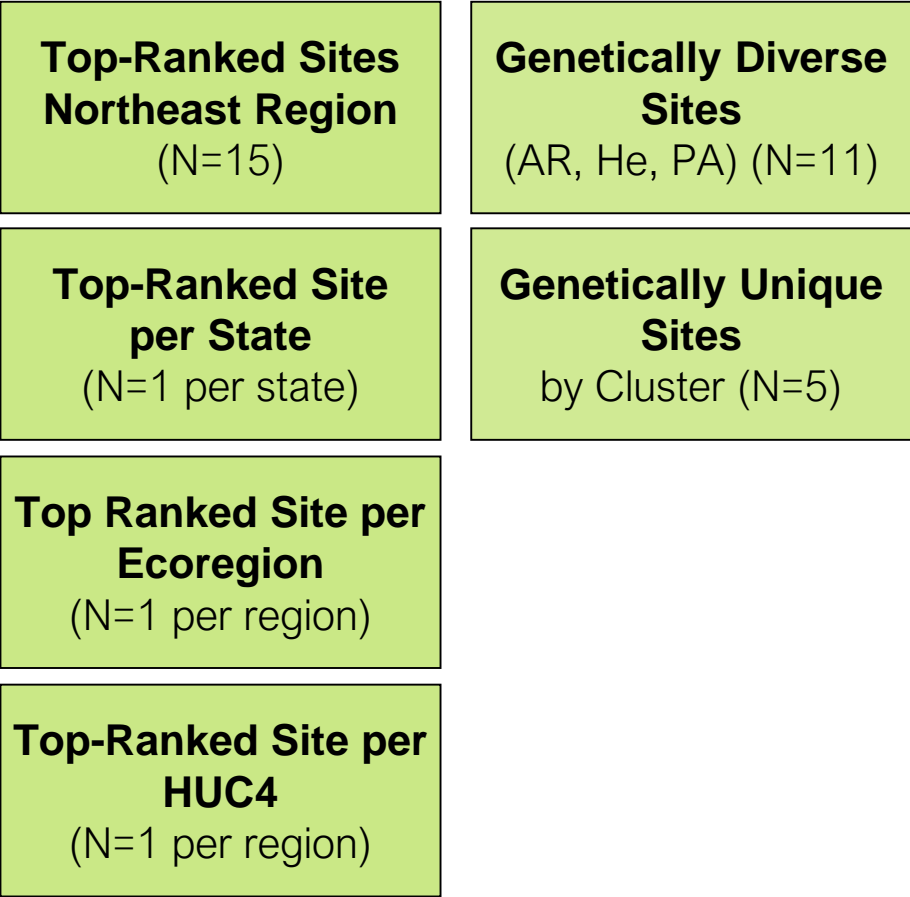 Top-Ranked Sites
Northeast Region
(N=15)
Genetically Diverse
Sites
(AR, He, PA) (N=11)
Top-Ranked Site
per State
(N=1 per state)
Genetically Unique
Sites
by Cluster (N=5)
Top Ranked Site per
Ecoregion
(N=1 per region)
Top-Ranked Site per
HUC4
(N=1 per region)